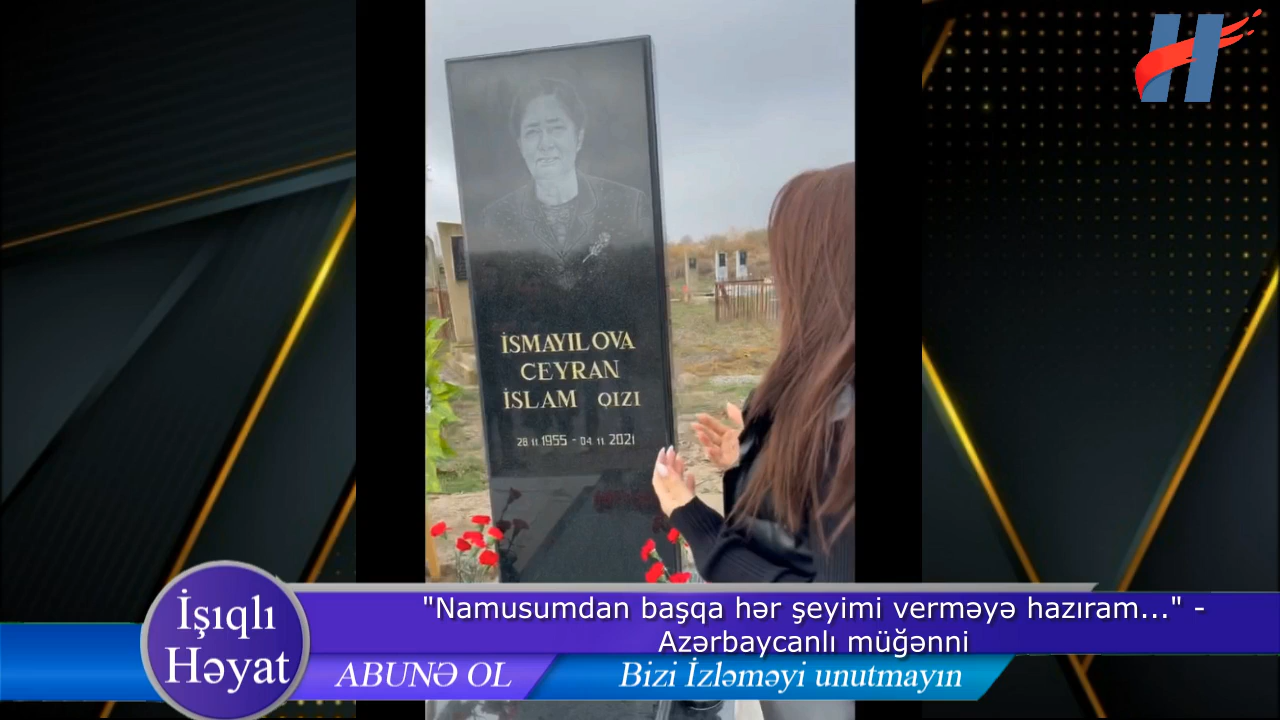 H
İSMAYILOVA
CEYRAN
İSLAM QIZI
28 11 1955 - 04 11 2021
"Namusumdan başqa hər şeyimi verməyə hazıram..." -
Azərbaycanlı müğənni
İşıqlı
Həyat
ABUNƏ OL
Bizi İzləməyi unutmayın